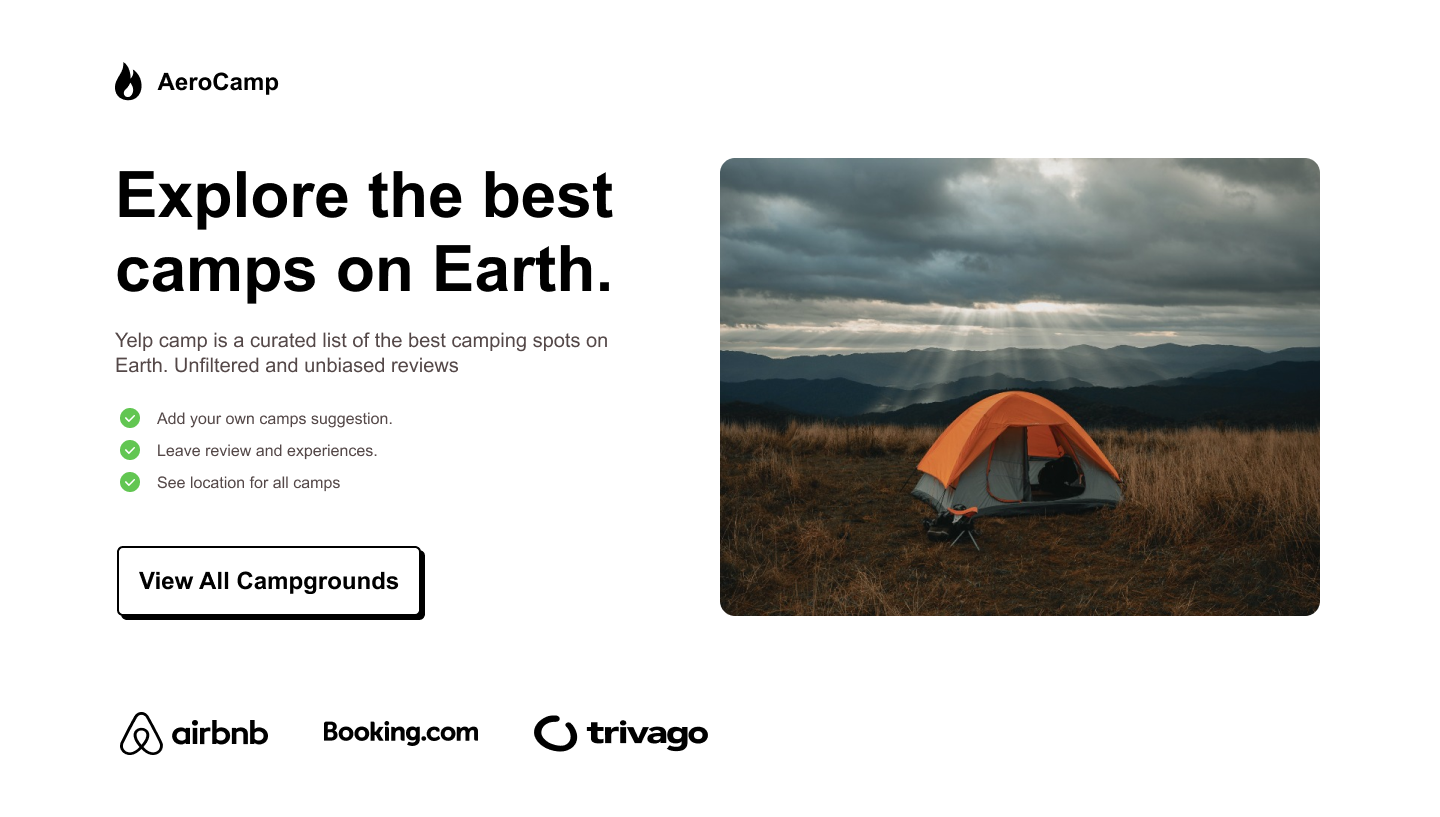 AeroCamp
Explore the best
camps on Earth.
Yelp camp is a curated list of the best camping spots on
Earth. Unfiltered and unbiased reviews
Add your own camps suggestion.
Leave review and experiences.
See location for all camps
View All Campgrounds
airbnb
Booking.com
trivago